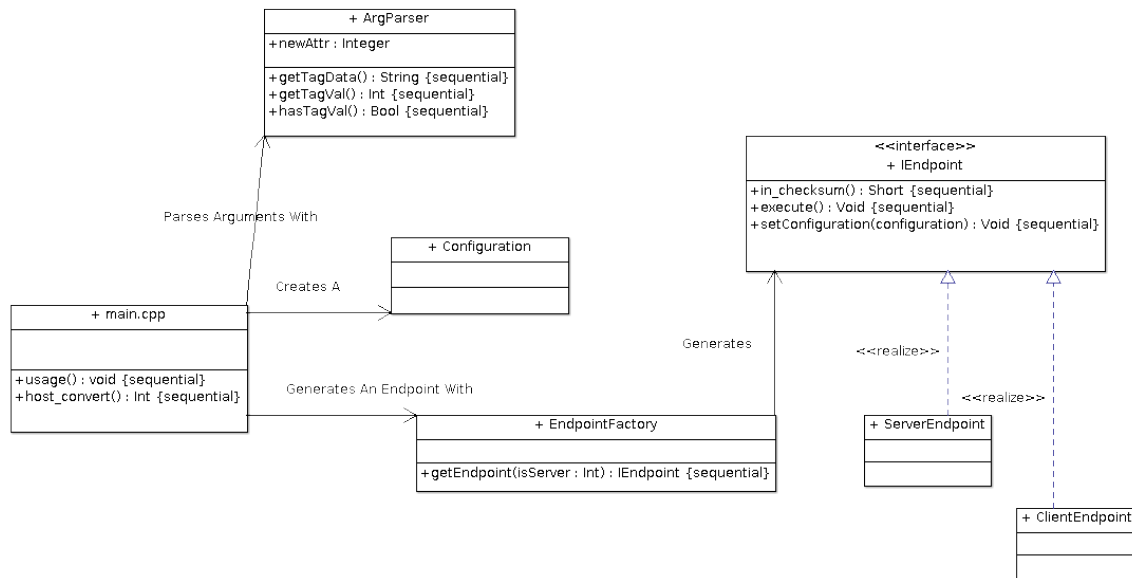 + ArgParser
+newAttr : Integer
+getTagData() : String {sequential}
+getTagVal() : Int {sequential}
+hasTagVal() : Bool {sequential}
<<interface>>
+ IEndpoint
+in_checksum() : Short {sequential}
+execute() : Void {sequential}
+setConfiguration(configuration) : Void {sequential}
Parses Arguments With
+ Configuration
Creates A
+ main.cpp
+usage() : void {sequential}
+host_convert() : Int {sequential}
Generates
<<realize>>
<<realize>>
Generates An Endpoint With
+ EndpointFactory
+getEndpoint(isServer : Int) : IEndpoint {sequential}
+ ServerEndpoint
+ ClientEndpoint